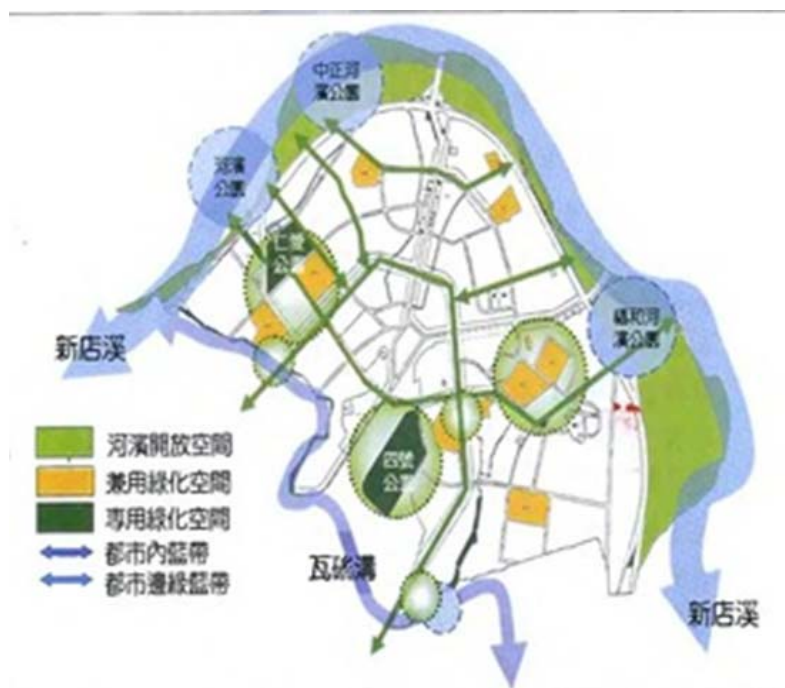 中正河
濱公園
河濱
公園
仁愛
公園
福和河
濱公園
新店溪
四號
公園
河濱開放空間
兼用綠化空間
專用綠化空間
都市內藍帶
都市邊緣藍帶
瓦磘溝
新店溪